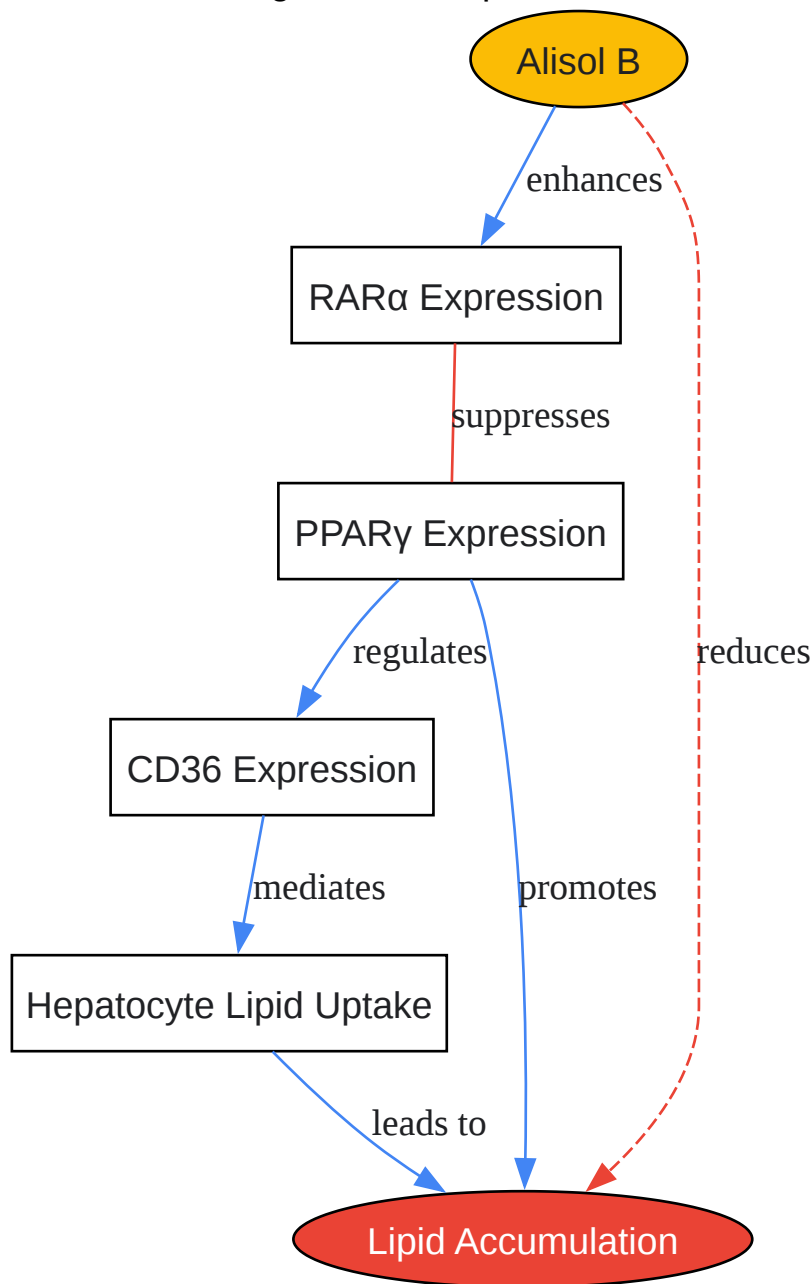 Alisol B
enhances
RARα Expression
suppresses
PPARγ Expression
regulates
reduces
CD36 Expression
mediates
promotes
Hepatocyte Lipid Uptake
leads to
Lipid Accumulation